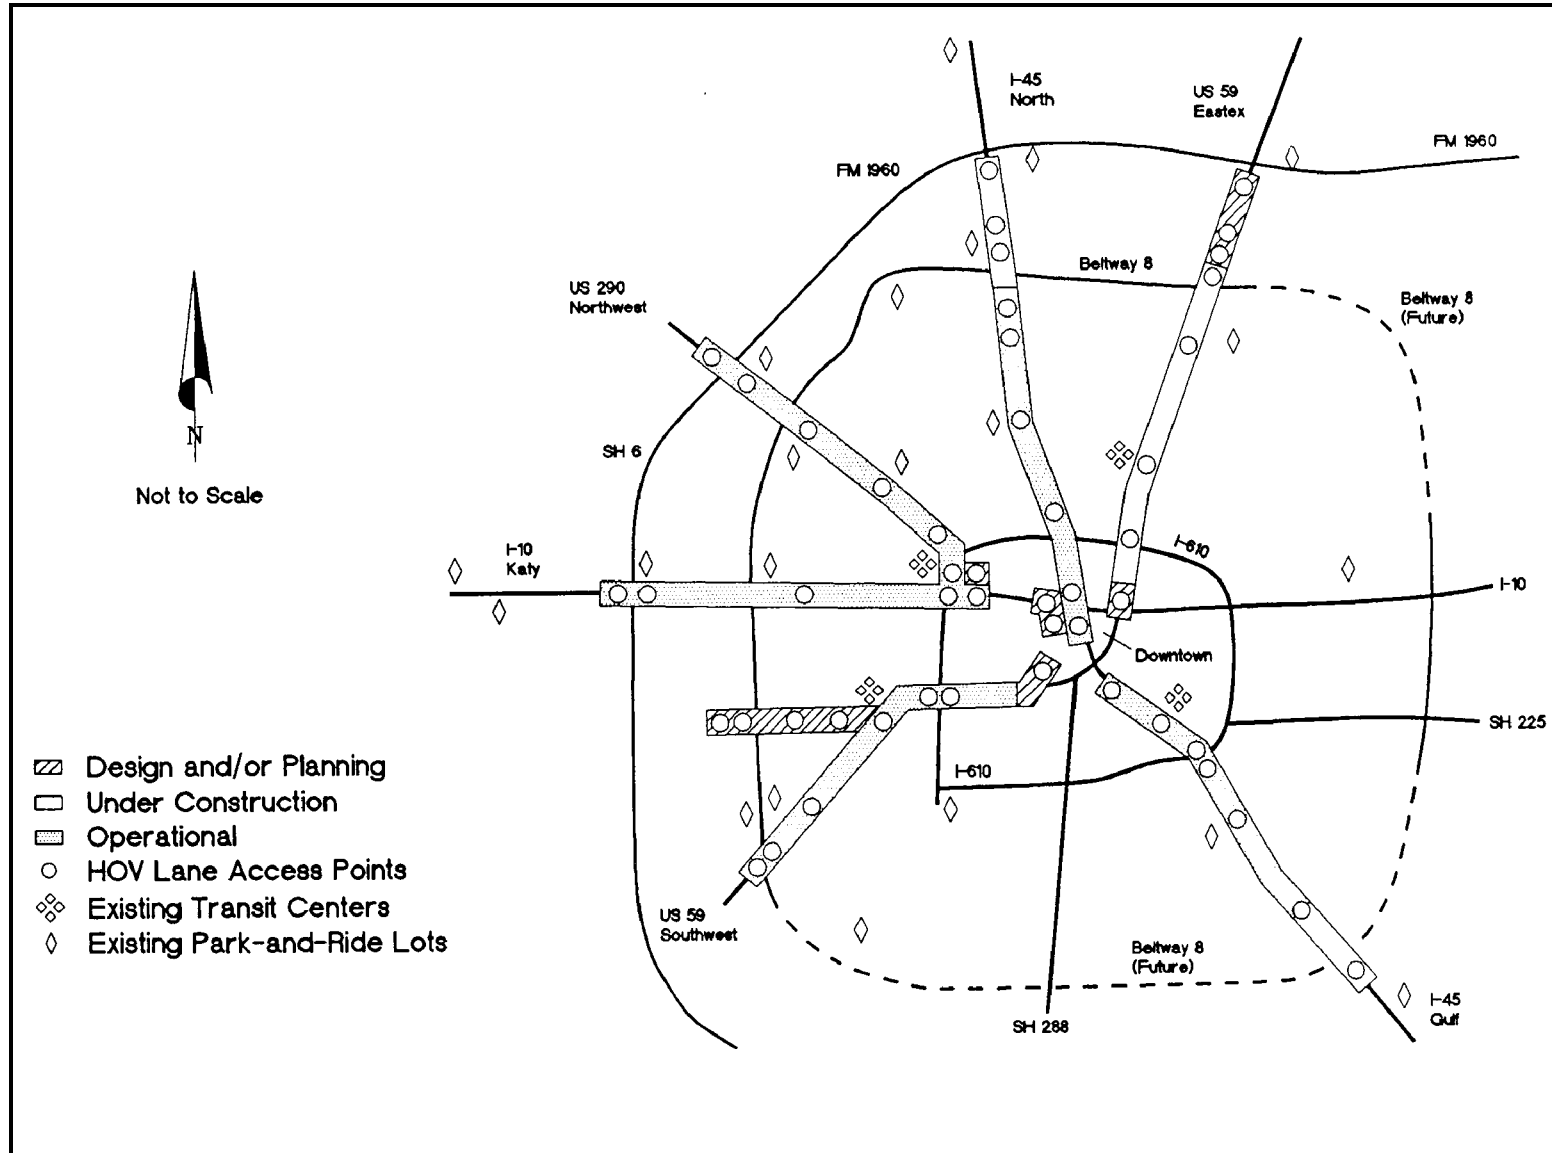 I-45
North
US 59
Eastex
FM 1960
FM 1960
Beltway 8
US 290
Northwest
Beltway 8
(Future)
SH 6
N
Not to Scale
I-10
Katy
I-610
I-10
Downtown
SH 225
I-610
Design and/or Planning
Under Construction
Operational
HOV Lane Access Points
Existing Transit Centers
Existing Park-and-Ride Lots
US 59
Southwest
Beltway 8
(Future)
I-45
Gulf
SH 288